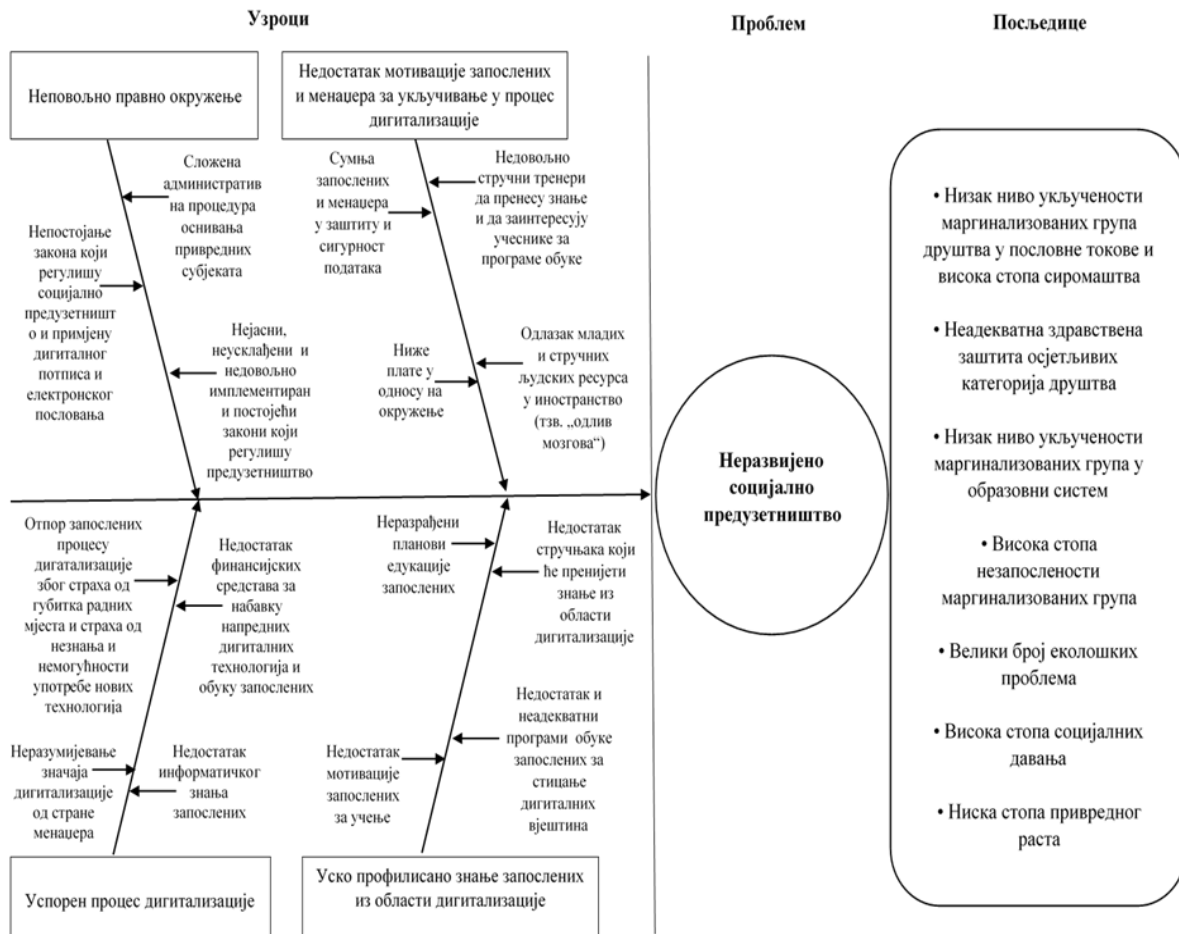 Узроци
Проблем
Посљедице
Неповољно правно окружење
Недостатак мотивације запослених
и менаџера за укључивање у процес
дигитализације
Сложена
административ
на процедура
оснивања
привредних
субјеката
Непостојање
закона који
регулишу
социјално
предузетништ
о и примјену
дигиталног
потписа и
електронског
пословања
Нејасни,
неусклађени и
недовољно
имплементиран
и постојећи
закони који
регулишу
предузетништво
Сумња
запослених
и менаџера
у заштиту и
сигурност
података
Недовољно
стручни тренери
да пренесу знање
и да заинтересују
учеснике за
програме обуке
Ниже
плате у
односу на
окружење
Одлазак младих
и стручних
људских ресурса
у иностранство
(тзв. „одлив
мозгова“)
Отпор запослених
процесу
дигатализације
због страха од
губитка радних
мјеста и страха од
незнања и
немогућности
употребе нових
технологија
Недостатак
финансијских
средстава за
набавку
напредних
дигиталних
технологија и
обуку запослених
Неразумијевање
значаја
дигитализације
од стране
менаџера
Недостатак
информатичког
знања
запослених
Неразрађени
планови
едукације
запослених
Недостатак
стручњака који
ће пренијети
знање из
области
дигитализације
Недостатак
мотивације
запослених
за учење
Недостатак и
неадекватни
програми обуке
запослених за
стицање
дигиталних
вјештина
Успорен процес дигитализације
Уско профилисано знање запослених
из области дигитализације
Неразвијено
социјално
предузетништво
• Низак ниво укључености
маргинализованих група
друштва у пословне токове и
висока стопа сиромаштва
• Неадекватна здравствена
заштита осјетљивих
категорија друштва
• Низак ниво укључености
маргинализованих група у
образовни систем
• Висока стопа
незапослености
маргинализованих група
• Велики број еколошких
проблема
• Висока стопа социјалних
давања
• Ниска стопа привредног
раста